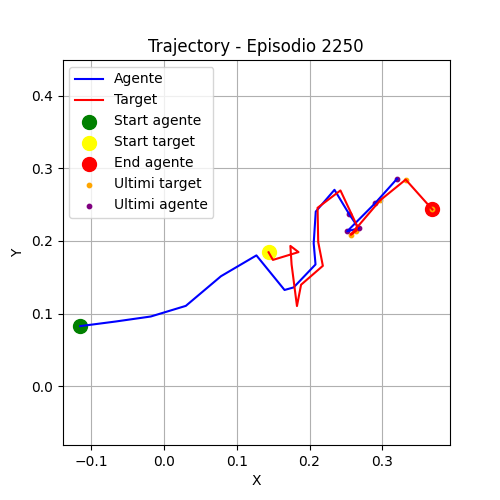 Trajectory - Episodio 2250
Agente
Target
Start agente
Start target
End agente
Ultimi target
Ultimi agente
0.4
0.3
0.2
0.1
0.0
Y
−0.1
0.0
0.1
0.2
0.3
X